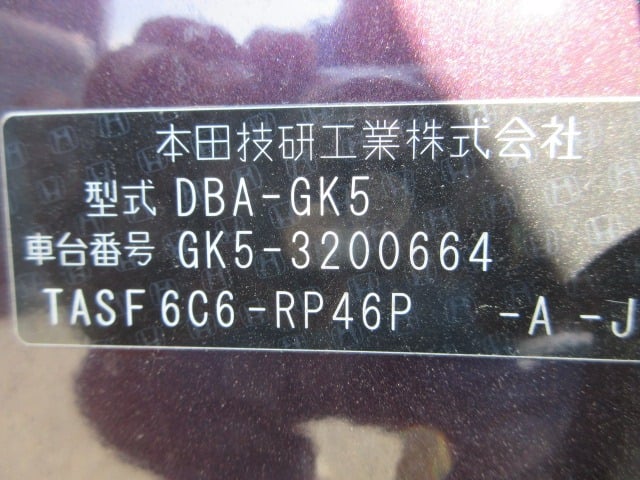 本田技研工業株式会社
型式 DBA-GK5
車台番号 GK5-3200664
TASF6C6-RP46P -A -J